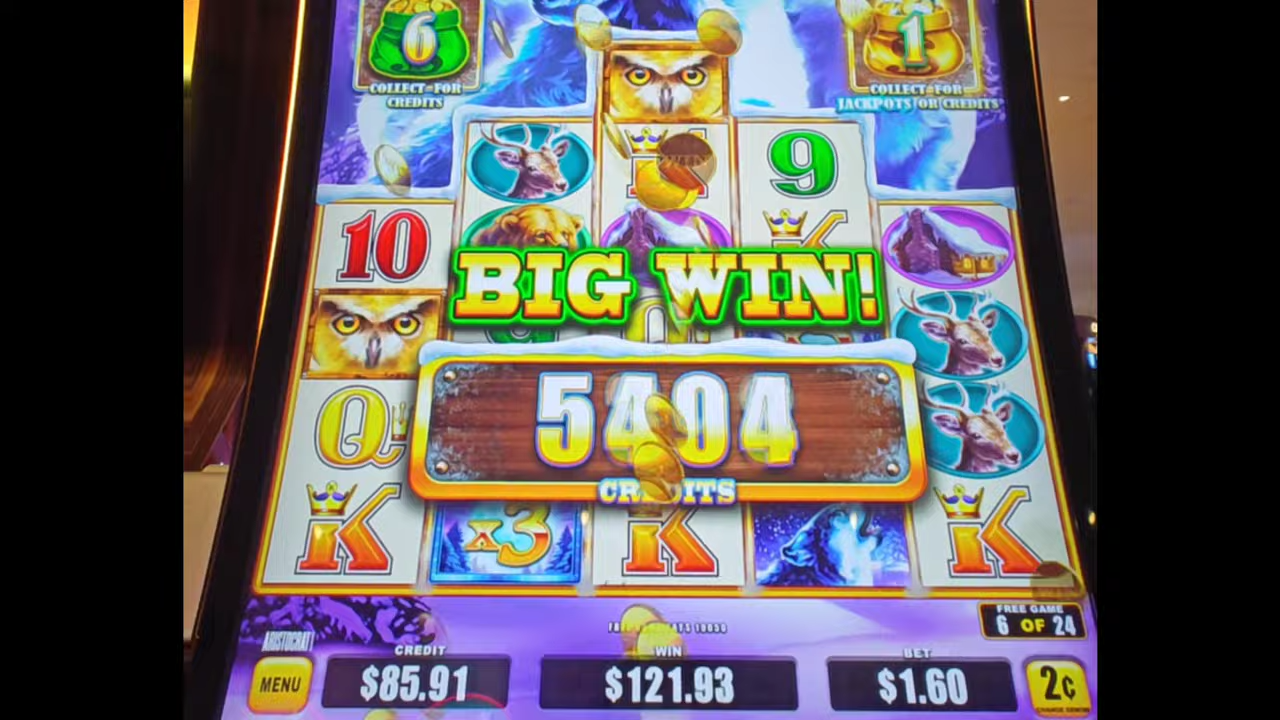 6
COLLECT FOR
CREDITS
1
COLLECT FOR
JACKPOTS OR CREDITS
9
10
K
BIG WIN!
5404
CREDITS
Q
K
x3
K
K
FREE GAME
6 OF 24
ARISTOCRAT
CREDIT
WIN
BET
MENU
$85.91
$121.93
$1.60
2¢